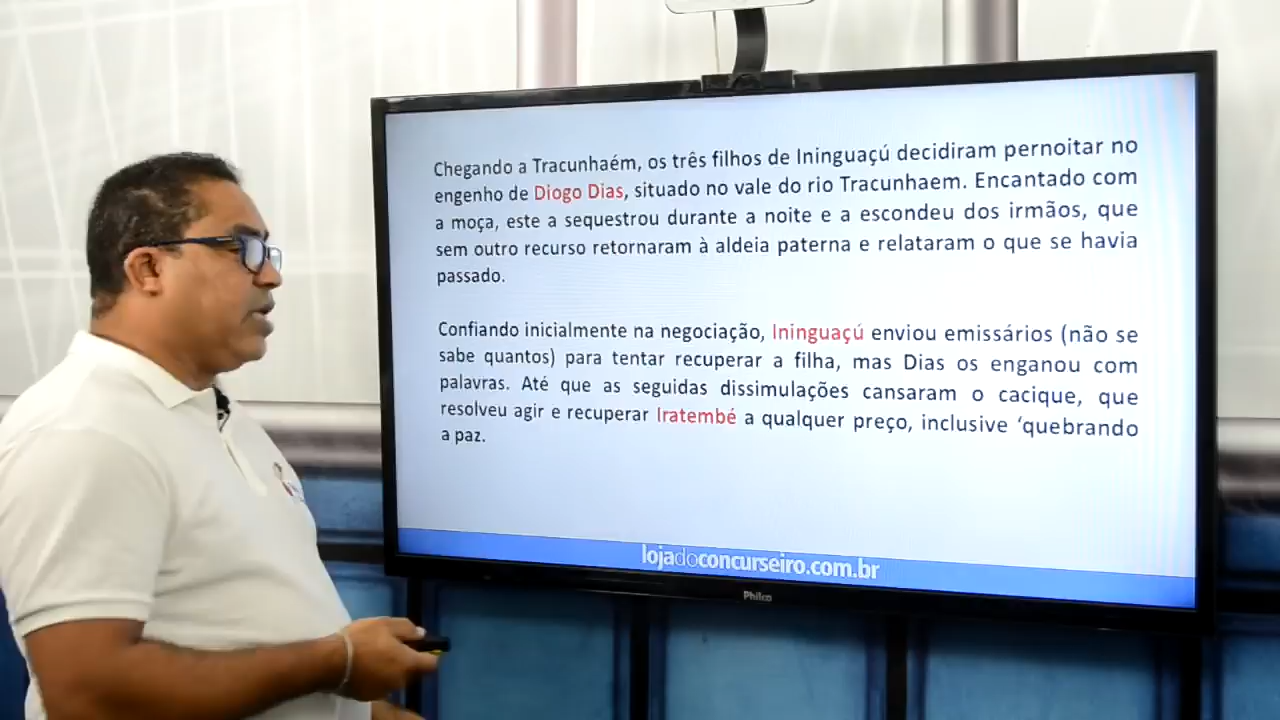 Chegando a Tracunhaém, os três filhos de Ininguaçú decidiram pernoitar no
engenho de Diogo Dias, situado no vale do rio Tracunhaem. Encantado com
a moça, este a sequestrou durante a noite e a escondeu dos irmãos, que
sem outro recurso retornaram à aldeia paterna e relataram o que se havia
passado.
Confiando inicialmente na negociação, Ininguaçú enviou emissários (não se
sabe quantos) para tentar recuperar a filha, mas Dias os enganou com
palavras. Até que as seguidas dissimulações cansaram o cacique, que
resolveu agir e recuperar Iratembé a qualquer preço, inclusive ‘quebrando
a paz.
lojadoconcurseiro.com.br
Philco